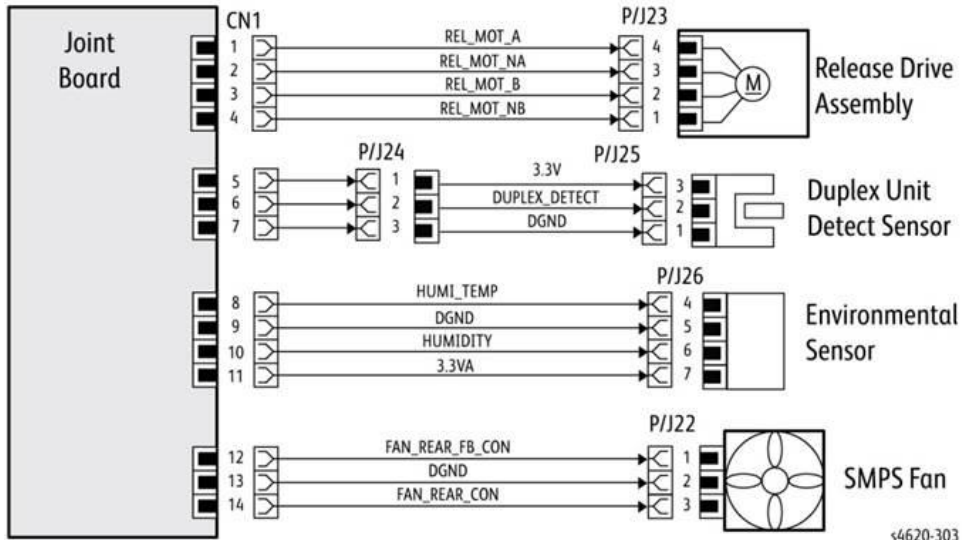 Joint
Board
CN1
P/J23
1
REL_MOT_A
4
2
REL_MOT_NA
3
3
REL_MOT_B
2
4
REL_MOT_NB
1
M
Release Drive
Assembly
P/J24
P/J25
5
1
3.3V
3
6
2
DUPLEX_DETECT
2
7
3
DGND
1
Duplex Unit
Detect Sensor
P/J26
8
HUMI_TEMP
4
9
DGND
5
10
HUMIDITY
6
11
3.3VA
7
Environmental
Sensor
P/J22
12
FAN_REAR_FB_CON
1
13
DGND
2
14
FAN_REAR_CON
3
SMPS Fan
s4620-303